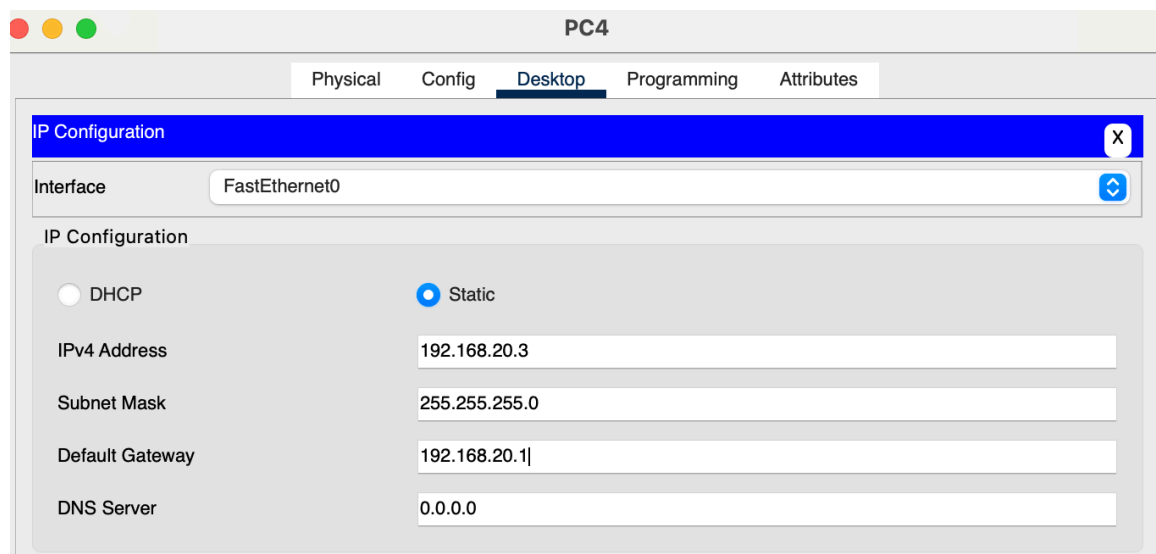 PC4
Physical Config Desktop Programming Attributes
IP Configuration X
Interface FastEthernet0
IP Configuration
DHCP Static
IPv4 Address 192.168.20.3
Subnet Mask 255.255.255.0
Default Gateway 192.168.20.1
DNS Server 0.0.0.0